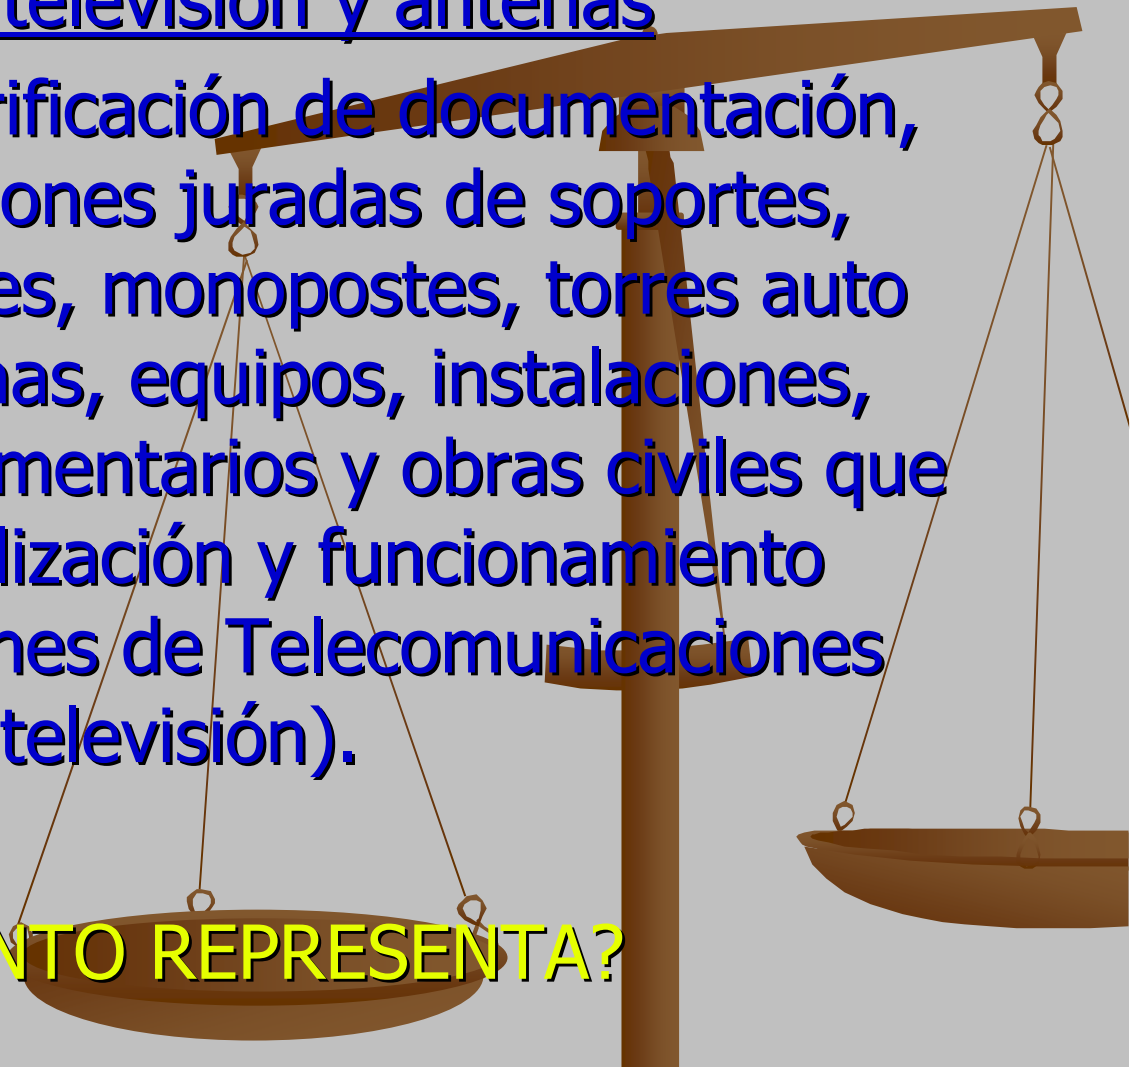 televisión y antenas
rificación de documentación,
ones juradas de soportes,
es, monopostes, torres auto
nas, equipos, instalaciones,
mentarios y obras civiles que
lización y funcionamiento
nes de Telecomunicaciones
televisión).
NTO REPRESENTA?